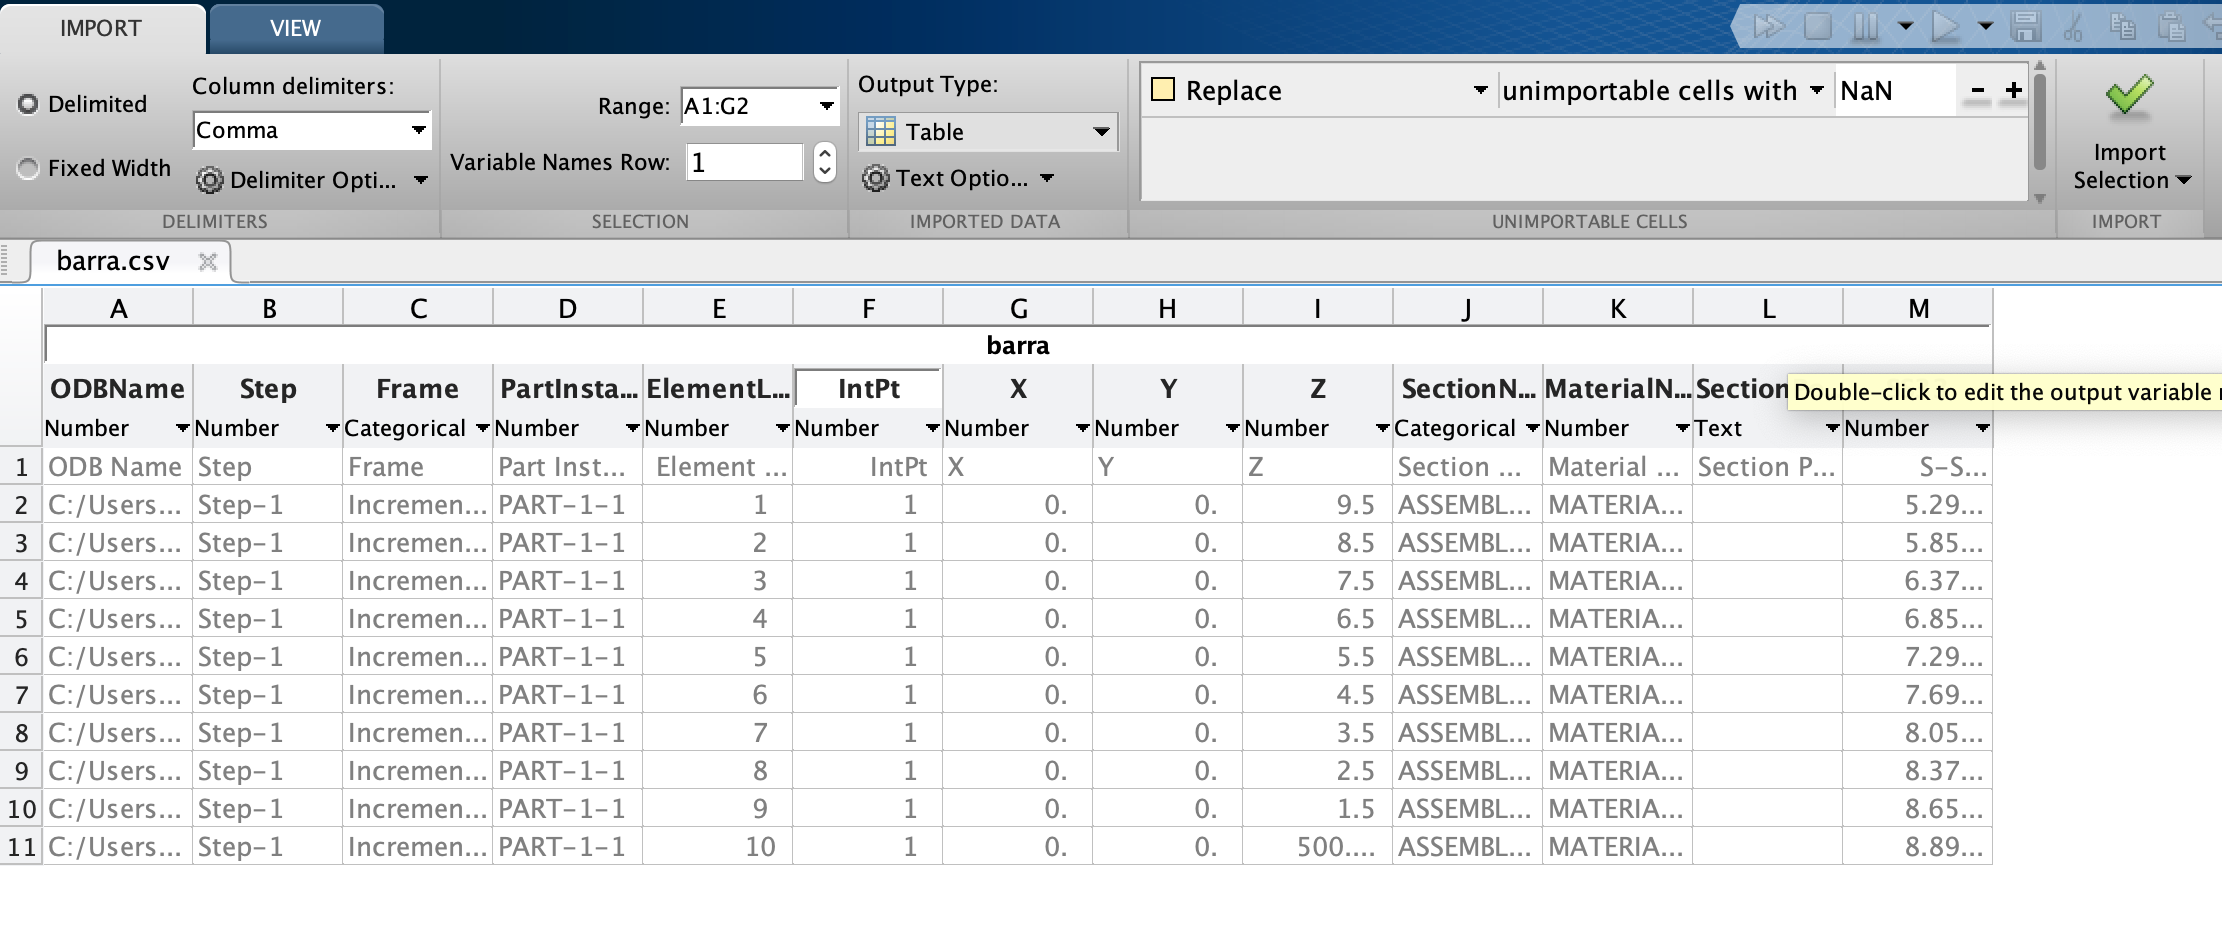 IMPORT VIEW
Column delimiters: Output Type:
Delimited Range: A1:G2 Replace unimportable cells with NaN - +
Comma Table
Variable Names Row: 1 Import
Fixed Width Delimiter Opti... Text Optio... Selection
DELIMITERS SELECTION IMPORTED DATA UNIMPORTABLE CELLS IMPORT
barra.csv
A B C D E F G H I J K L M
barra
ODBName Step Frame PartInsta... ElementL... IntPt X Y Z SectionN... MaterialN... Section Double-click to edit the output variable
Number Number Categorical Number Number Number Number Number Number Categorical Number Text Number
1 ODB Name Step Frame Part Inst... Element ... IntPt X Y Z Section ... Material ... Section P... S-S...
2 C:/Users... Step-1 Incremen... PART-1-1 1 1 0. 0. 9.5 ASSEMBL... MATERIA... 5.29...
3 C:/Users... Step-1 Incremen... PART-1-1 2 1 0. 0. 8.5 ASSEMBL... MATERIA... 5.85...
4 C:/Users... Step-1 Incremen... PART-1-1 3 1 0. 0. 7.5 ASSEMBL... MATERIA... 6.37...
5 C:/Users... Step-1 Incremen... PART-1-1 4 1 0. 0. 6.5 ASSEMBL... MATERIA... 6.85...
6 C:/Users... Step-1 Incremen... PART-1-1 5 1 0. 0. 5.5 ASSEMBL... MATERIA... 7.29...
7 C:/Users... Step-1 Incremen... PART-1-1 6 1 0. 0. 4.5 ASSEMBL... MATERIA... 7.69...
8 C:/Users... Step-1 Incremen... PART-1-1 7 1 0. 0. 3.5 ASSEMBL... MATERIA... 8.05...
9 C:/Users... Step-1 Incremen... PART-1-1 8 1 0. 0. 2.5 ASSEMBL... MATERIA... 8.37...
10 C:/Users... Step-1 Incremen... PART-1-1 9 1 0. 0. 1.5 ASSEMBL... MATERIA... 8.65...
11 C:/Users... Step-1 Incremen... PART-1-1 10 1 0. 0. 500.... ASSEMBL... MATERIA... 8.89...